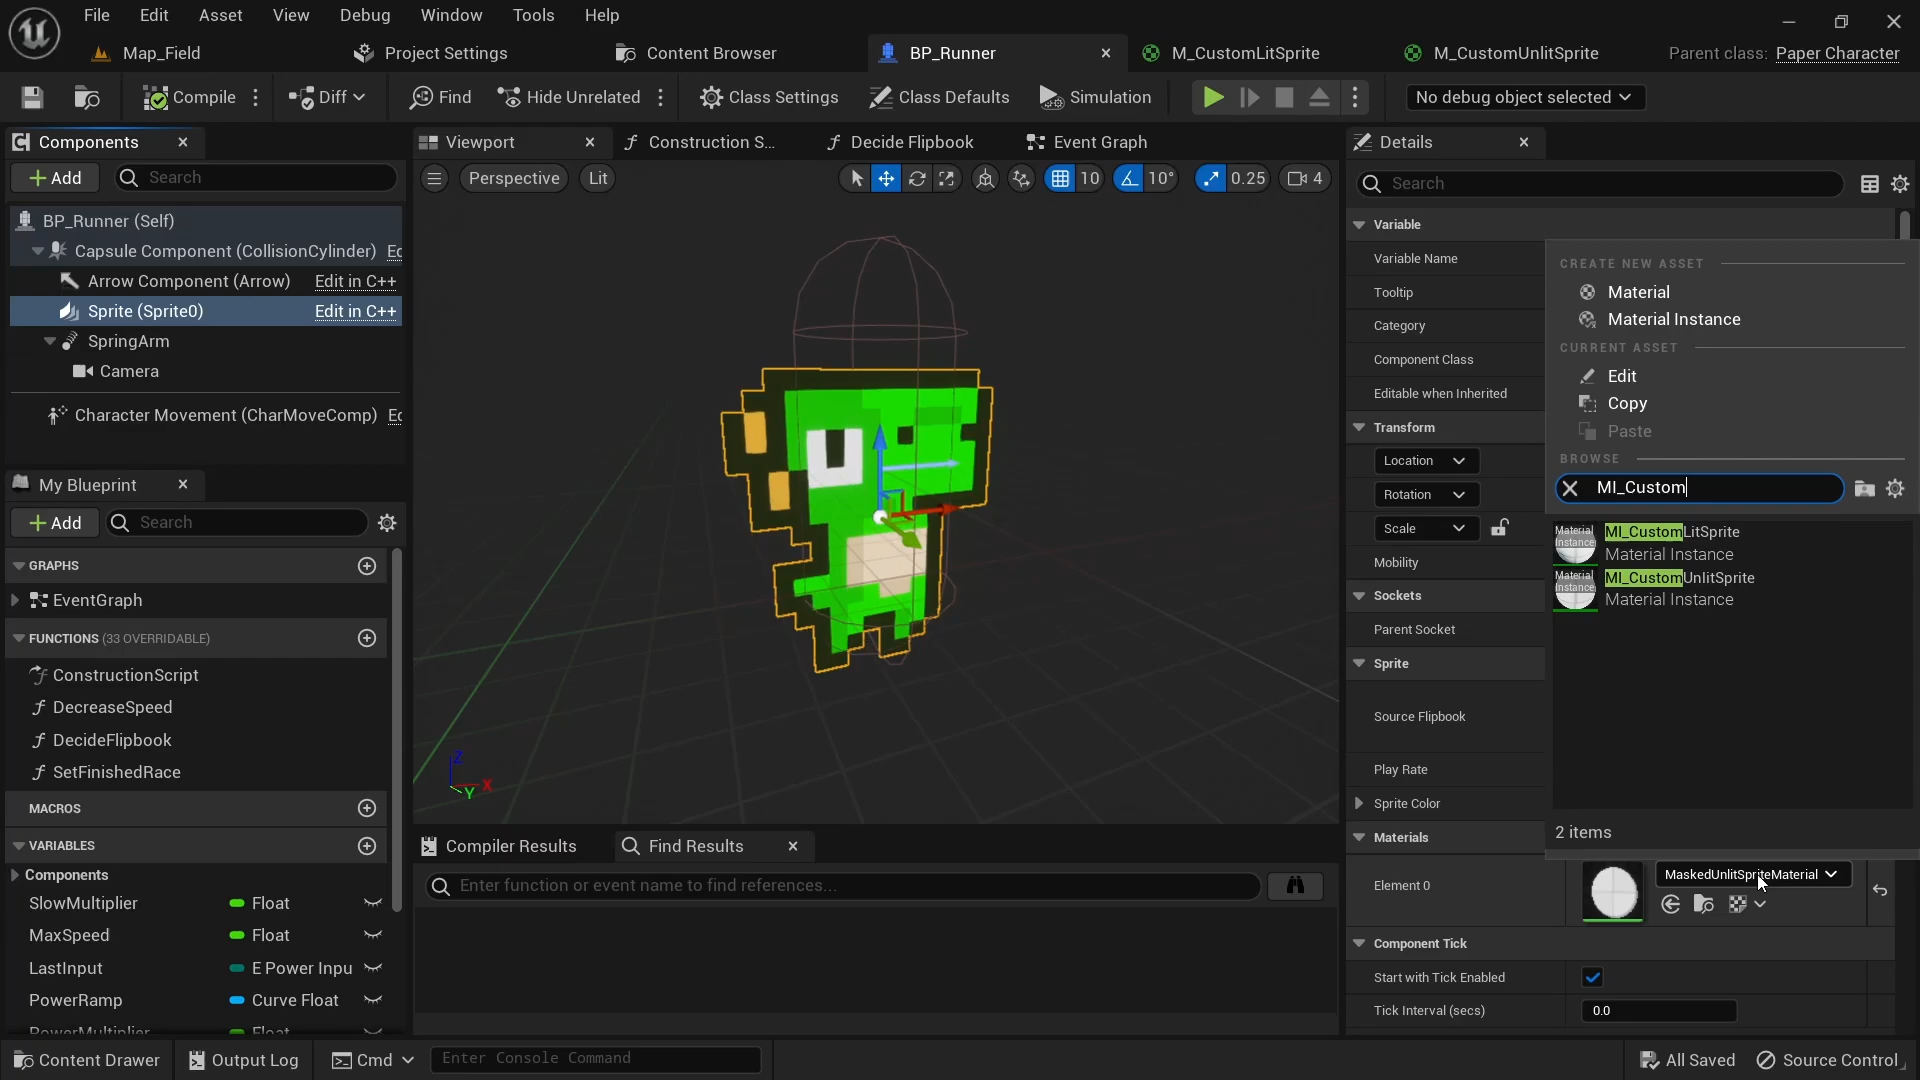 File Edit Asset View Debug Window Tools Help
Map_Field Project Settings Content Browser BP_Runner M_CustomLitSprite M_CustomUnlitSprite Parent class: Paper Character
Compile Diff Find Hide Unrelated Class Settings Class Defaults Simulation No debug object selected
Components Viewport Construction S... Decide Flipbook Event Graph Details
Add Search Perspective Lit 10 10° 0.25 4 Search
BP_Runner (Self)
Capsule Component (CollisionCylinder)
Arrow Component (Arrow) Edit in C++
Sprite (Sprite0) Edit in C++
SpringArm
Camera
Character Movement (CharMoveComp)
My Blueprint
Add Search
GRAPHS
EventGraph
FUNCTIONS (33 OVERRIDABLE)
ConstructionScript
DecreaseSpeed
DecideFlipbook
SetFinishedRace
MACROS
VARIABLES
Components
SlowMultiplier Float
MaxSpeed Float
LastInput E Power Inpu
PowerRamp Curve Float
PowerMultiplier Float
Z
X
Y
Compiler Results Find Results
Enter function or event name to find references...
Variable
Variable Name
Tooltip
Category
Component Class
Editable when Inherited
Transform
Location
Rotation
Scale
Mobility
Sockets
Parent Socket
Sprite
Source Flipbook
Play Rate
Sprite Color
Materials
Element 0 MaskedUnlitSpriteMaterial
Component Tick
Start with Tick Enabled
Tick Interval (secs) 0.0
CREATE NEW ASSET
Material
Material Instance
CURRENT ASSET
Edit
Copy
Paste
BROWSE
MI_Custom
Material Instance MI_CustomLitSprite
Material Instance
Material Instance MI_CustomUnlitSprite
Material Instance
2 items
Content Drawer Output Log Cmd Enter Console Command All Saved Source Control